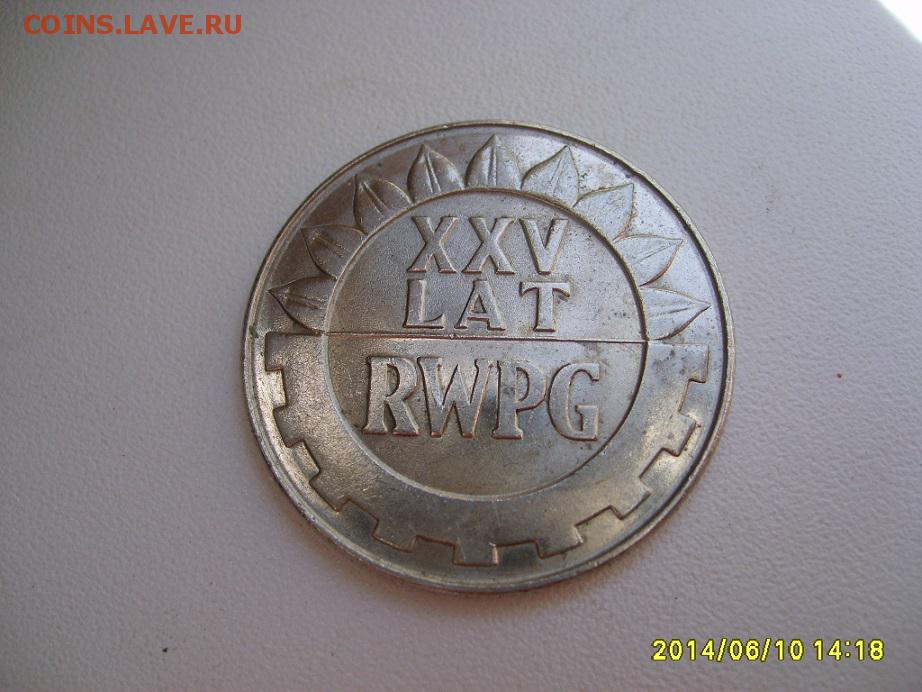 COINS.LAVE.RU
XXV
LAT
RWPG
2014/06/10 14:18